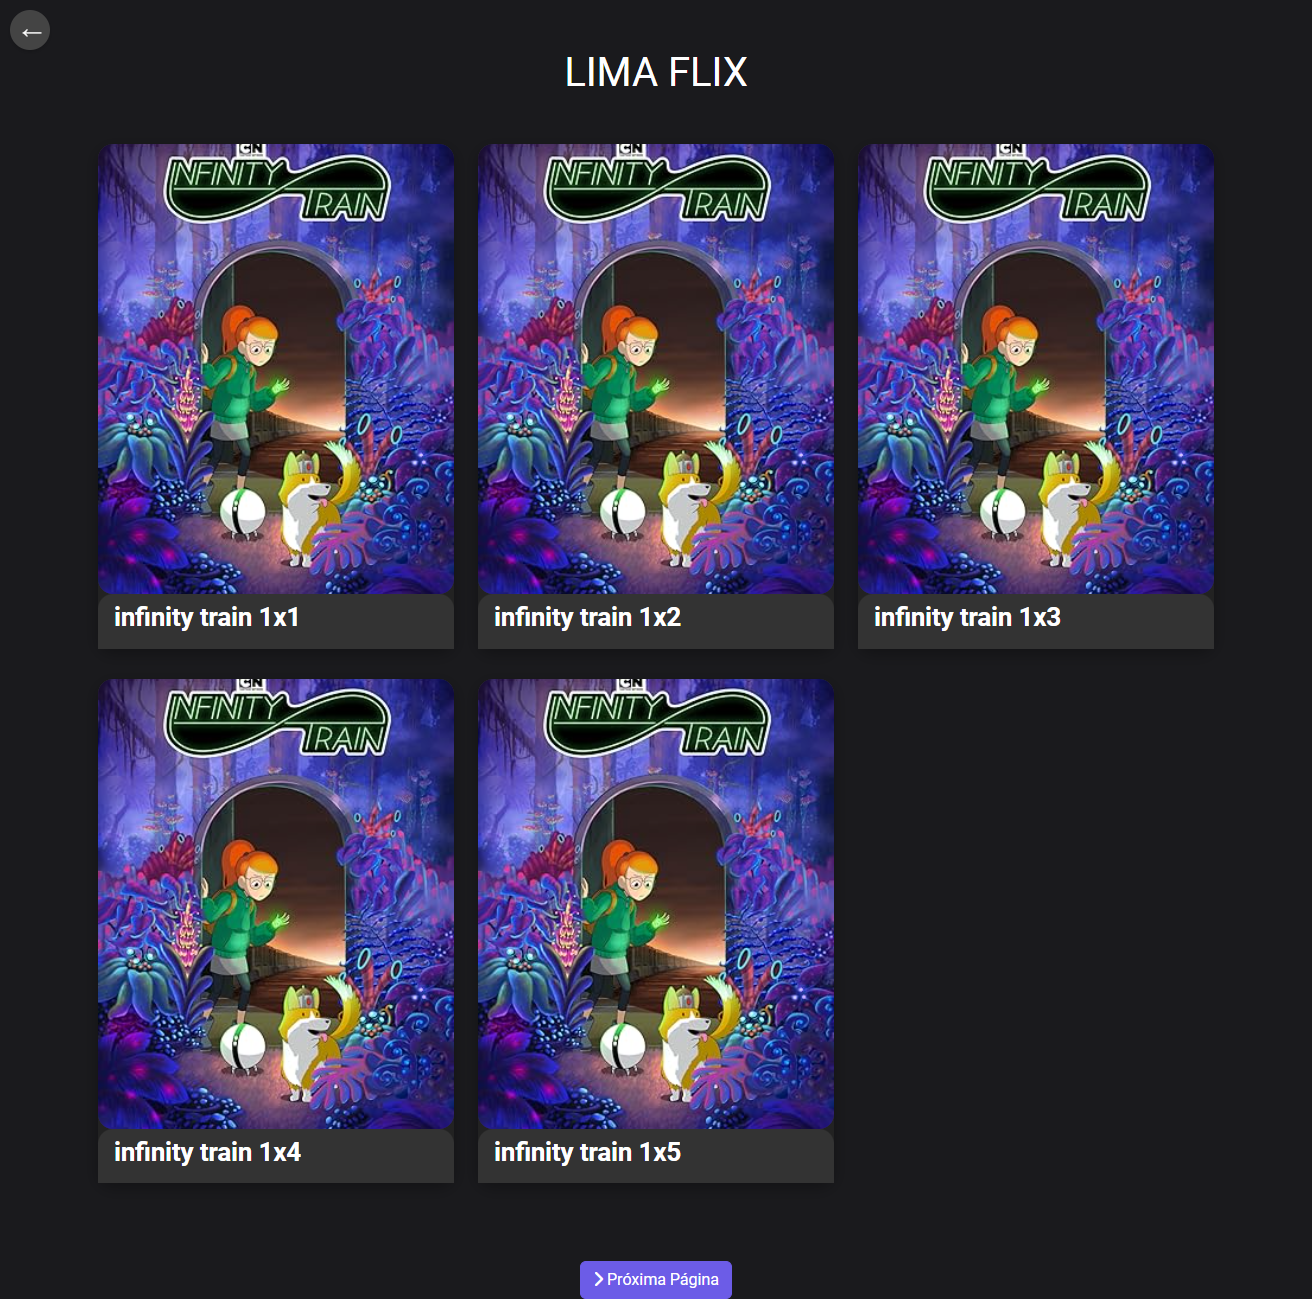 ←
LIMA FLIX
CN
INFINITY
TRAIN
CN
INFINITY
TRAIN
CN
INFINITY
TRAIN
infinity train 1x1
infinity train 1x2
infinity train 1x3
CN
INFINITY
TRAIN
CN
INFINITY
TRAIN
infinity train 1x4
infinity train 1x5
Próxima Página